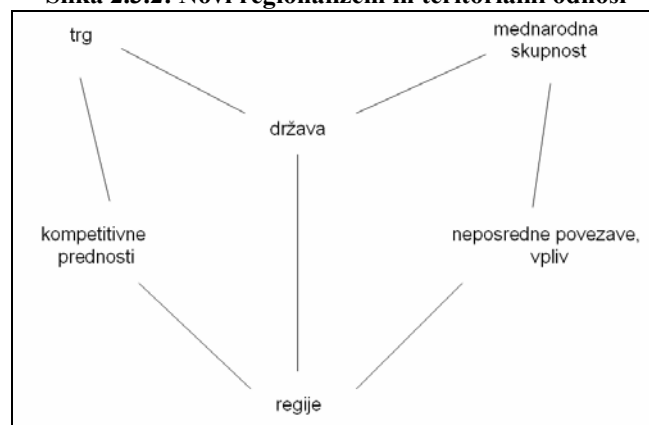 Slika 2.3.2: Novi regionalizem in teritorialni odnosi
trg
mednarodna
skupnost
država
kompetitivne
prednosti
neposredne povezave,
vpliv
regije